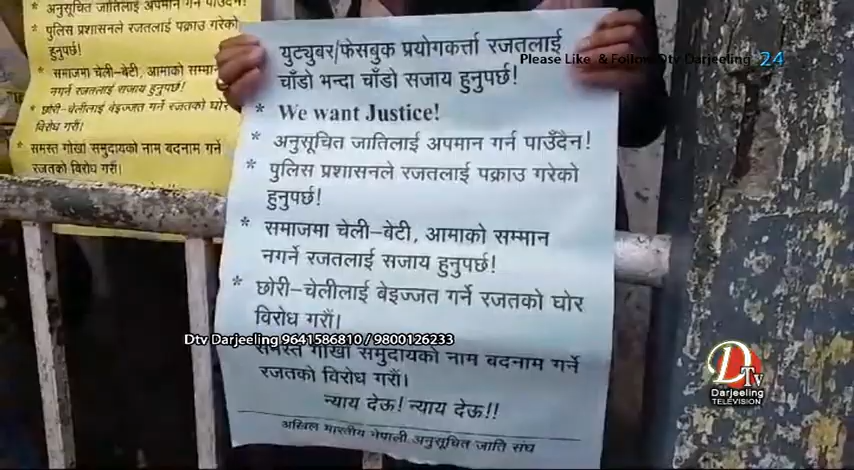 अनुसूचित जातिलाई अपमान गर्न पाउँदैन!
* पुलिस प्रशासनले रजतलाई पक्राउ गरेको
हुनुपर्छ!
* समाजमा चेली-बेटी, आमाको सम्मान
नगर्ने रजतलाई सजाय हुनुपर्छ!
* छोरी-चेलीलाई बेइज्जत गर्ने रजतको घोर
विरोध गरौं!
* समस्त गोर्खा समुदायको नाम बदनाम गर्ने
रजतको विरोध गरौं।
युट्युबर/फेसबुक प्रयोगकर्त्ता रजतलाई
चाँडो भन्दा चाँडो सजाय हुनुपर्छ!
* We want Justice!
* अनुसूचित जातिलाई अपमान गर्न पाउँदैन!
* पुलिस प्रशासनले रजतलाई पक्राउ गरेको
हुनुपर्छ!
* समाजमा चेली-बेटी, आमाको सम्मान
नगर्ने रजतलाई सजाय हुनुपर्छ!
* छोरी-चेलीलाई बेइज्जत गर्ने रजतको घोर
विरोध गरौं।
समस्त गोर्खा समुदायको नाम बदनाम गर्ने
रजतको विरोध गरौं।
न्याय देऊ! न्याय देऊ!!
अखिल भारतीय नेपाली अनुसूचित जाति संघ
Please Like & Follow Dtv Darjeeling
24
Dtv Darjeeling 9641586810 / 9800126233
DTv
Darjeeling
TELEVISION